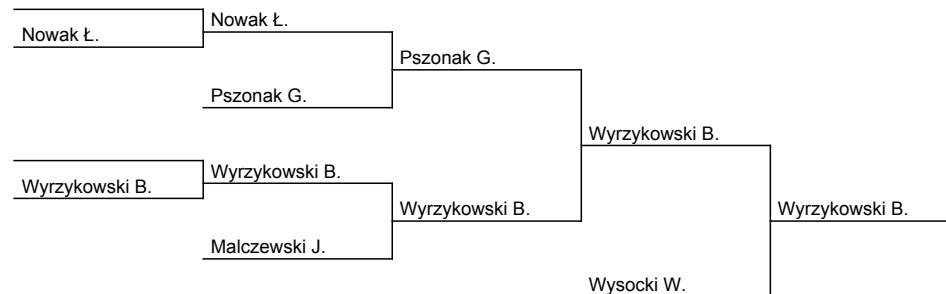 Nowak Ł.
Nowak Ł.
Pszonak G.
Pszonak G.
Wyrzykowski B.
Wyrzykowski B.
Wyrzykowski B.
Wyrzykowski B.
Wyrzykowski B.
Malczewski J.
Wysocki W.